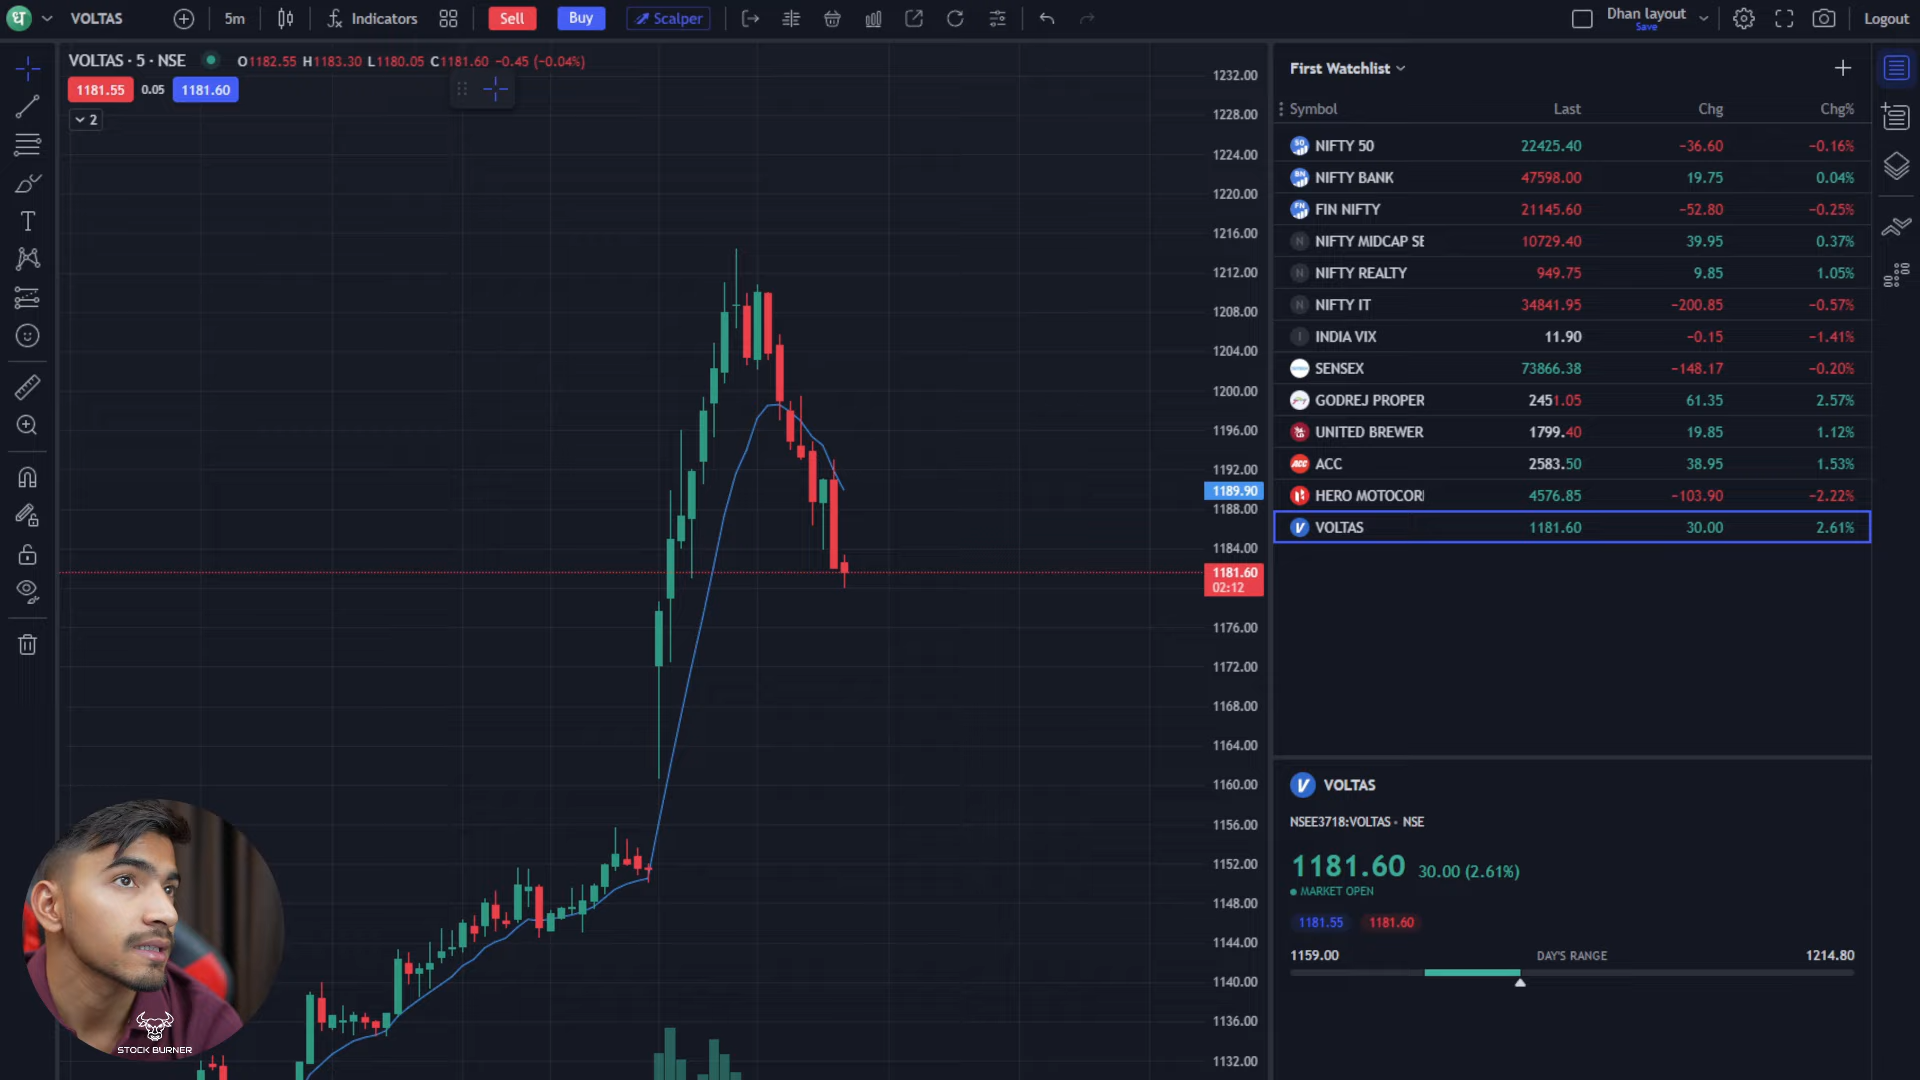 ध VOLTAS 5m Indicators Sell Buy Scalper Dhan layout Save Logout
VOLTAS · 5 · NSE O1182.55 H1183.30 L1180.05 C1181.60 −0.45 (−0.04%)
1181.55 0.05 1181.60
2
1232.00
1228.00
1224.00
1220.00
1216.00
1212.00
1208.00
1204.00
1200.00
1196.00
1192.00
1189.90
1188.00
1184.00
1181.60
02:12
1176.00
1172.00
1168.00
1164.00
1160.00
1156.00
1152.00
1148.00
1144.00
1140.00
1136.00
1132.00
First Watchlist
Symbol Last Chg Chg%
50 NIFTY 50 22425.40 −36.60 −0.16%
BN NIFTY BANK 47598.00 19.75 0.04%
FN FIN NIFTY 21145.60 −52.80 −0.25%
N NIFTY MIDCAP SE 10729.40 39.95 0.37%
N NIFTY REALTY 949.75 9.85 1.05%
N NIFTY IT 34841.95 −200.85 −0.57%
I INDIA VIX 11.90 −0.15 −1.41%
SENSEX 73866.38 −148.17 −0.20%
GODREJ PROPER 2451.05 61.35 2.57%
UNITED BREWER 1799.40 19.85 1.12%
ACC ACC 2583.50 38.95 1.53%
HERO MOTOCORI 4576.85 −103.90 −2.22%
V VOLTAS 1181.60 30.00 2.61%
V VOLTAS
NSEE3718:VOLTAS · NSE
1181.60 30.00 (2.61%)
MARKET OPEN
1181.55 1181.60
1159.00 DAY'S RANGE 1214.80
STOCK BURNER